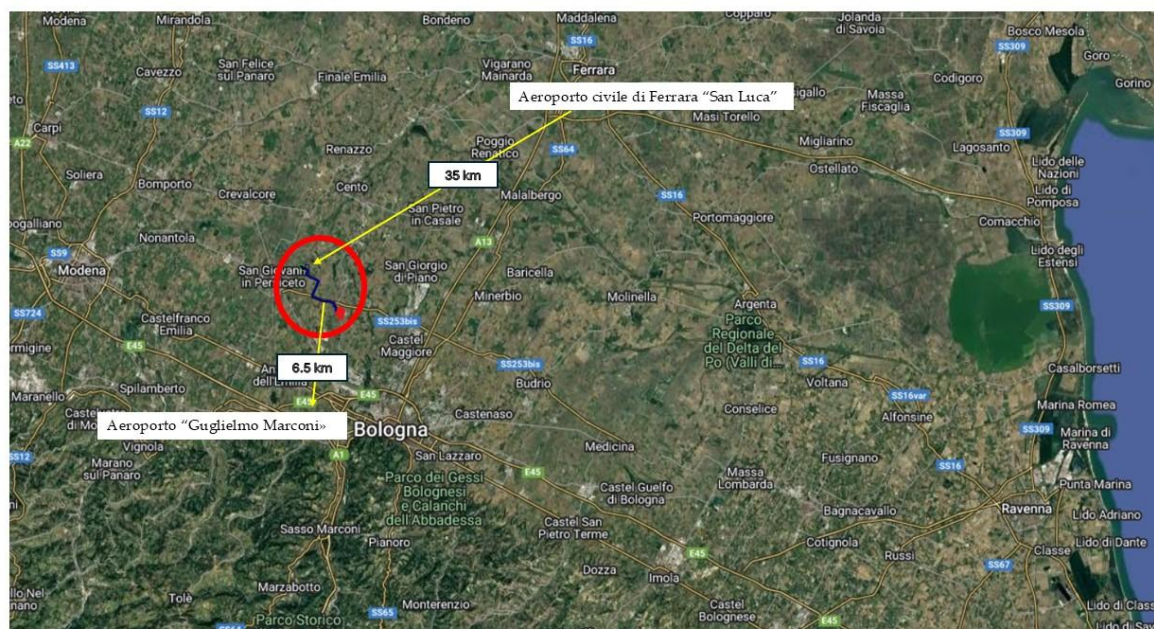 di Modena
Mirandola
Bondeno
Maddalena
Copparo
Jolanda
di Savoia
Bosco Mesola
SS16
SS309
Goro
SS413
San Felice
sul Panaro
Vigarano
Mainarda
Ferrara
Cavezzo
Finale Emilia
Codigoro
Gorino
Aeroporto civile di Ferrara “San Luca”
Massa
Fiscaglia
SS12
Carpi
Masi Torello
SS309
A22
Poggio
Renatico
Migliarino
Lagosanto
Renazzo
SS64
Lido delle
Nazioni
Soliera
35 km
Ostellato
Bomporto
Cento
Crevalcore
Malalbergo
SS16
Lido di
Pomposa
San Pietro
in Casale
Portomaggiore
Comacchio
Nonantola
A13
SS9
Lido degli
Estensi
Modena
San Giovanni
in Persiceto
San Giorgio
di Piano
Baricella
Minerbio
Molinella
Argenta
SS309
SS724
Castelfranco
Emilia
SS253bis
Parco
Regionale
del Delta del
Po (Valli di...
E45
Castel
Maggiore
SS16
6.5 km
SS253bis
Casalborsetti
Spilamberto
Budrio
Voltana
Maranello
E45
SS16var
Castenaso
Conselice
Alfonsine
Marina Romea
Aeroporto “Guglielmo Marconi»
Bologna
SS309
Marina di
Ravenna
Vignola
Medicina
SS12
A1
San Lazzaro
Fusignano
SS16
Marano
sul Panaro
E45
Massa
Lombarda
Punta Marina
Parco dei Gessi
Bolognesi
e Calanchi
dell'Abbadessa
Castel Guelfo
di Bologna
Bagnacavallo
Ravenna
Lido Adriano
Sasso Marconi
Castel San
Pietro Terme
Pianoro
Cotignola
Classe
Lido di Dante
E45
Russi
Dozza
Imola
SS67
Marzabotto
Tolè
SS65
Monterenzio
Castel
Bolognese
Lido di Class
Parco Storico
E45